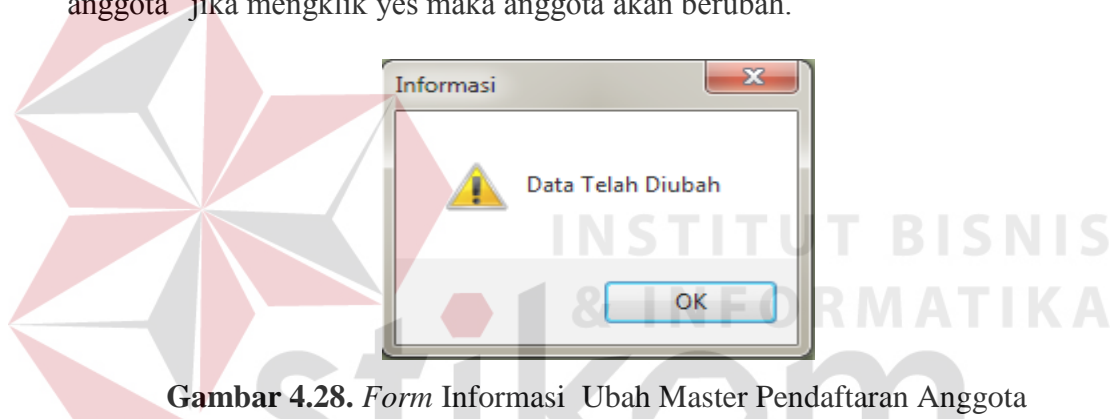 anggota jika mengklik yes maka anggota akan berubah.
Informasi
Data Telah Diubah
INSTITUT BISNIS
OK
& INFORMATIKA
stikom
Gambar 4.28. Form Informasi Ubah Master Pendaftaran Anggota